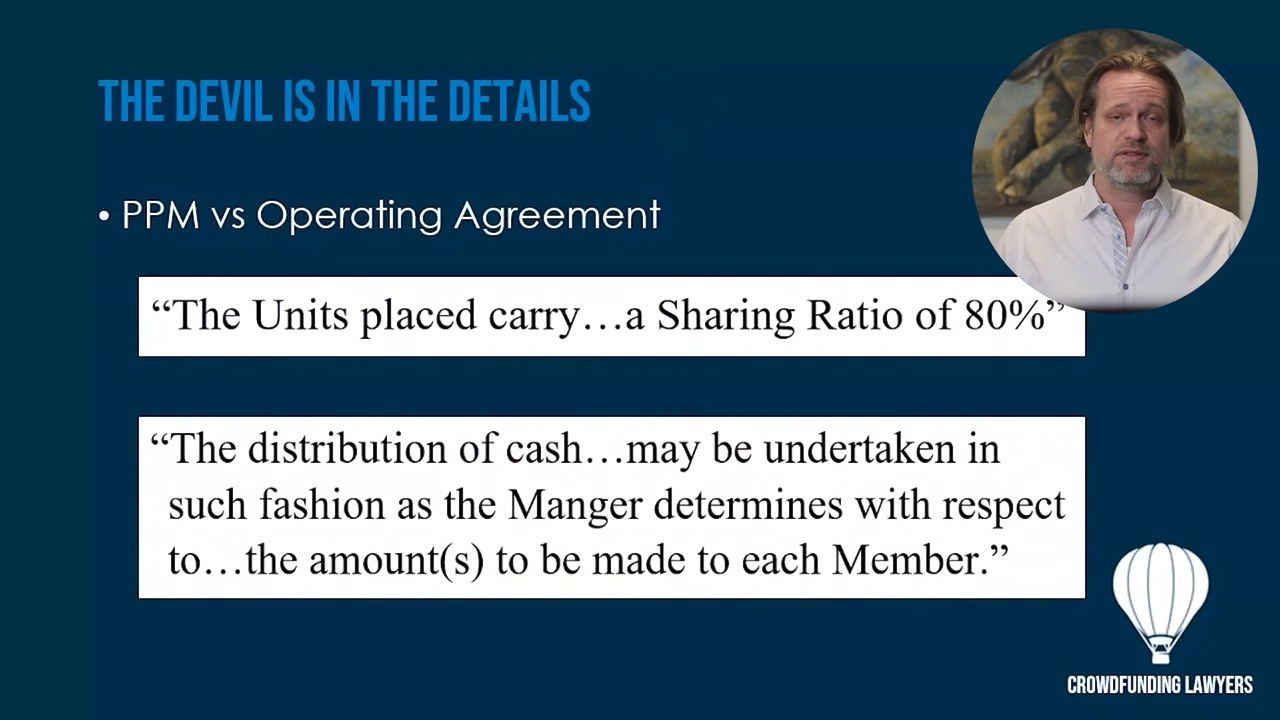 THE DEVIL IS IN THE DETAILS
• PPM vs Operating Agreement
“The Units placed carry…a Sharing Ratio of 80%”
“The distribution of cash…may be undertaken in
such fashion as the Manger determines with respect
to…the amount(s) to be made to each Member.”
CROWDFUNDING LAWYERS